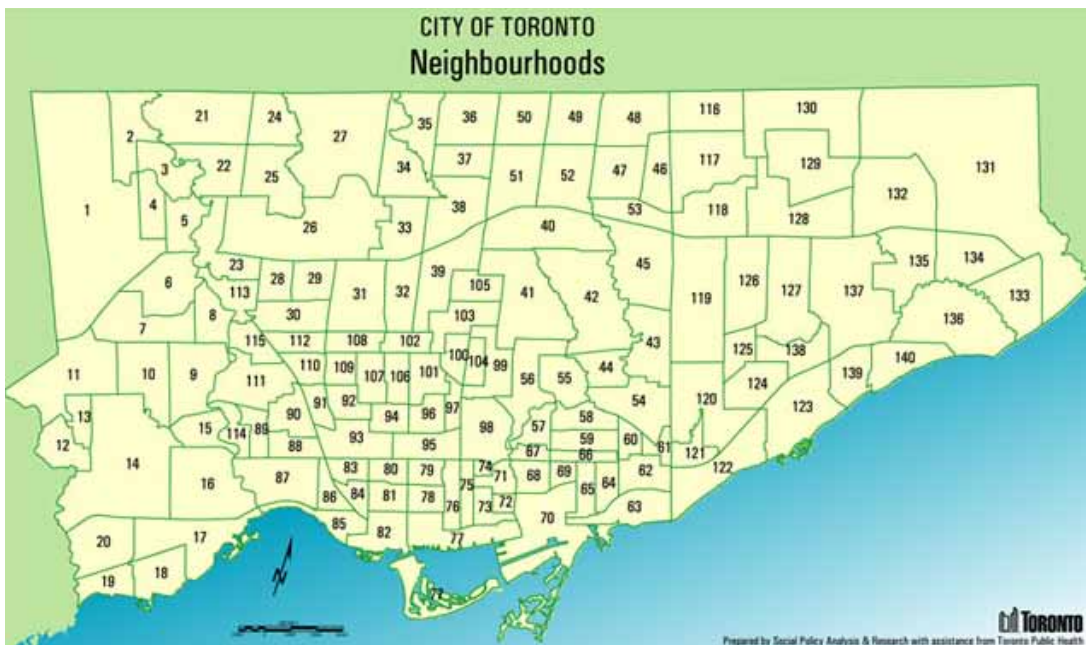 CITY OF TORONTO
Neighbourhoods
2 21 24 27 35 36 50 49 48 116 130
3 22 25 34 37 51 52 47 46 117 129 131
1 4 5 26 33 38 40 53 118 128 132
6 23 28 29 31 32 39 105 41 42 45 119 126 127 137 135 134 133
7 8 113 30 103 43 136
115 112 108 102 100 104 99 125 138 140
11 10 9 111 110 109 107 106 101 56 55 44 54 124 139
12 13 15 114 89 90 91 92 94 96 97 98 57 58 60 61 120 123
14 88 93 95 67 59 66 121 122
16 87 83 80 79 74 75 71 68 69 65 64 62
86 84 81 78 76 73 72 70 63
20 17 85 82 77
19 18 77
TORONTO
Prepared by Social Policy Analysis & Research with assistance from Toronto Public Health